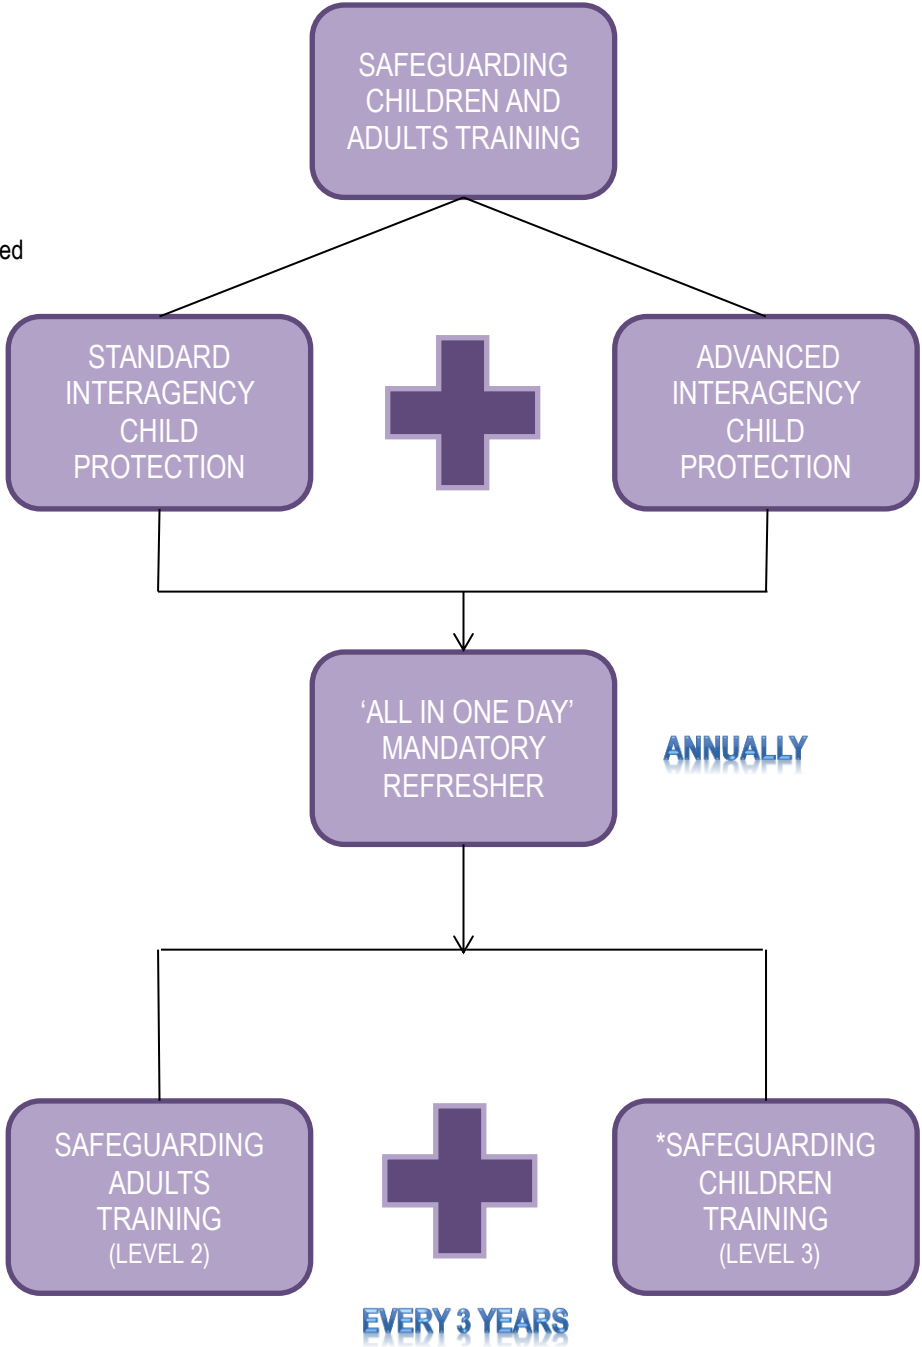 SAFEGUARDING
CHILDREN AND
ADULTS TRAINING
ed
STANDARD
INTERAGENCY
CHILD
PROTECTION
ADVANCED
INTERAGENCY
CHILD
PROTECTION
‘ALL IN ONE DAY’
MANDATORY
REFRESHER
ANNUALLY
SAFEGUARDING
ADULTS
TRAINING
(LEVEL 2)
*SAFEGUARDING
CHILDREN
TRAINING
(LEVEL 3)
EVERY 3 YEARS